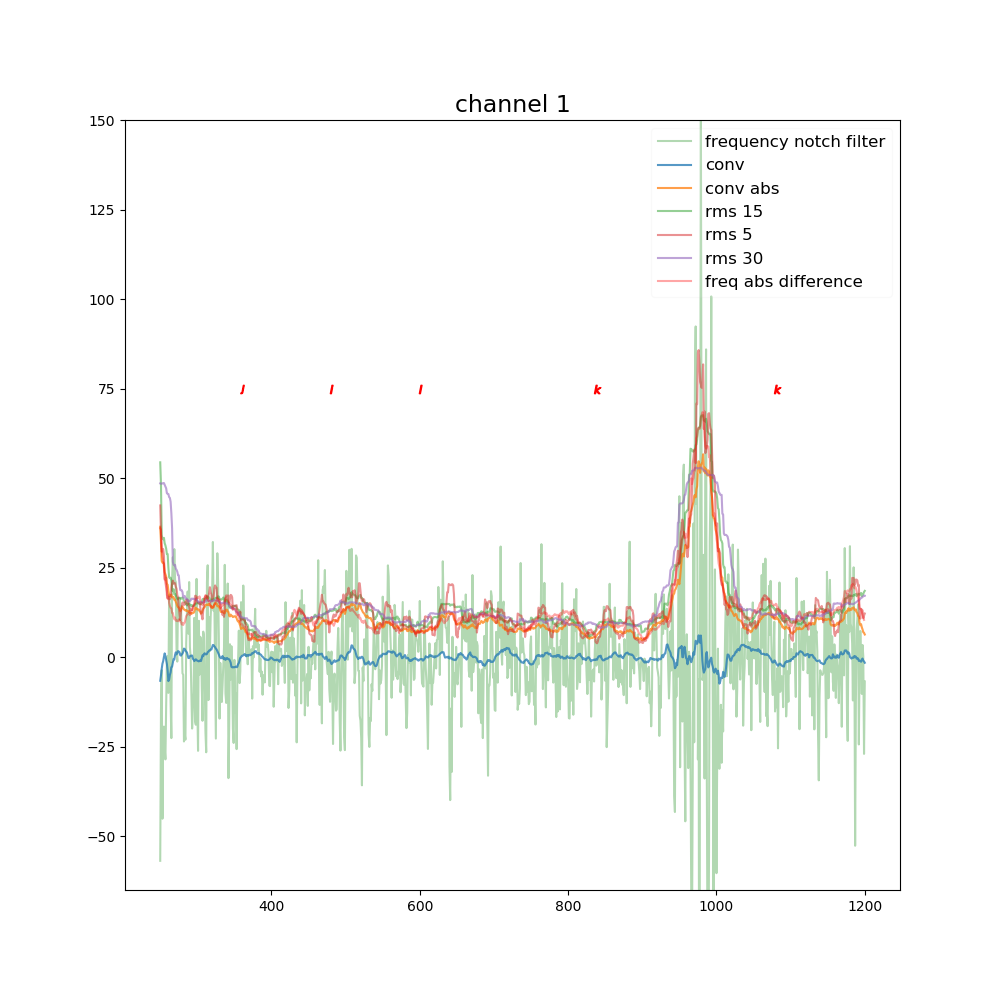 channel 1
150
125
100
75
50
25
0
−25
−50
frequency notch filter
conv
conv abs
rms 15
rms 5
rms 30
freq abs difference
j l l k k
400 600 800 1000 1200